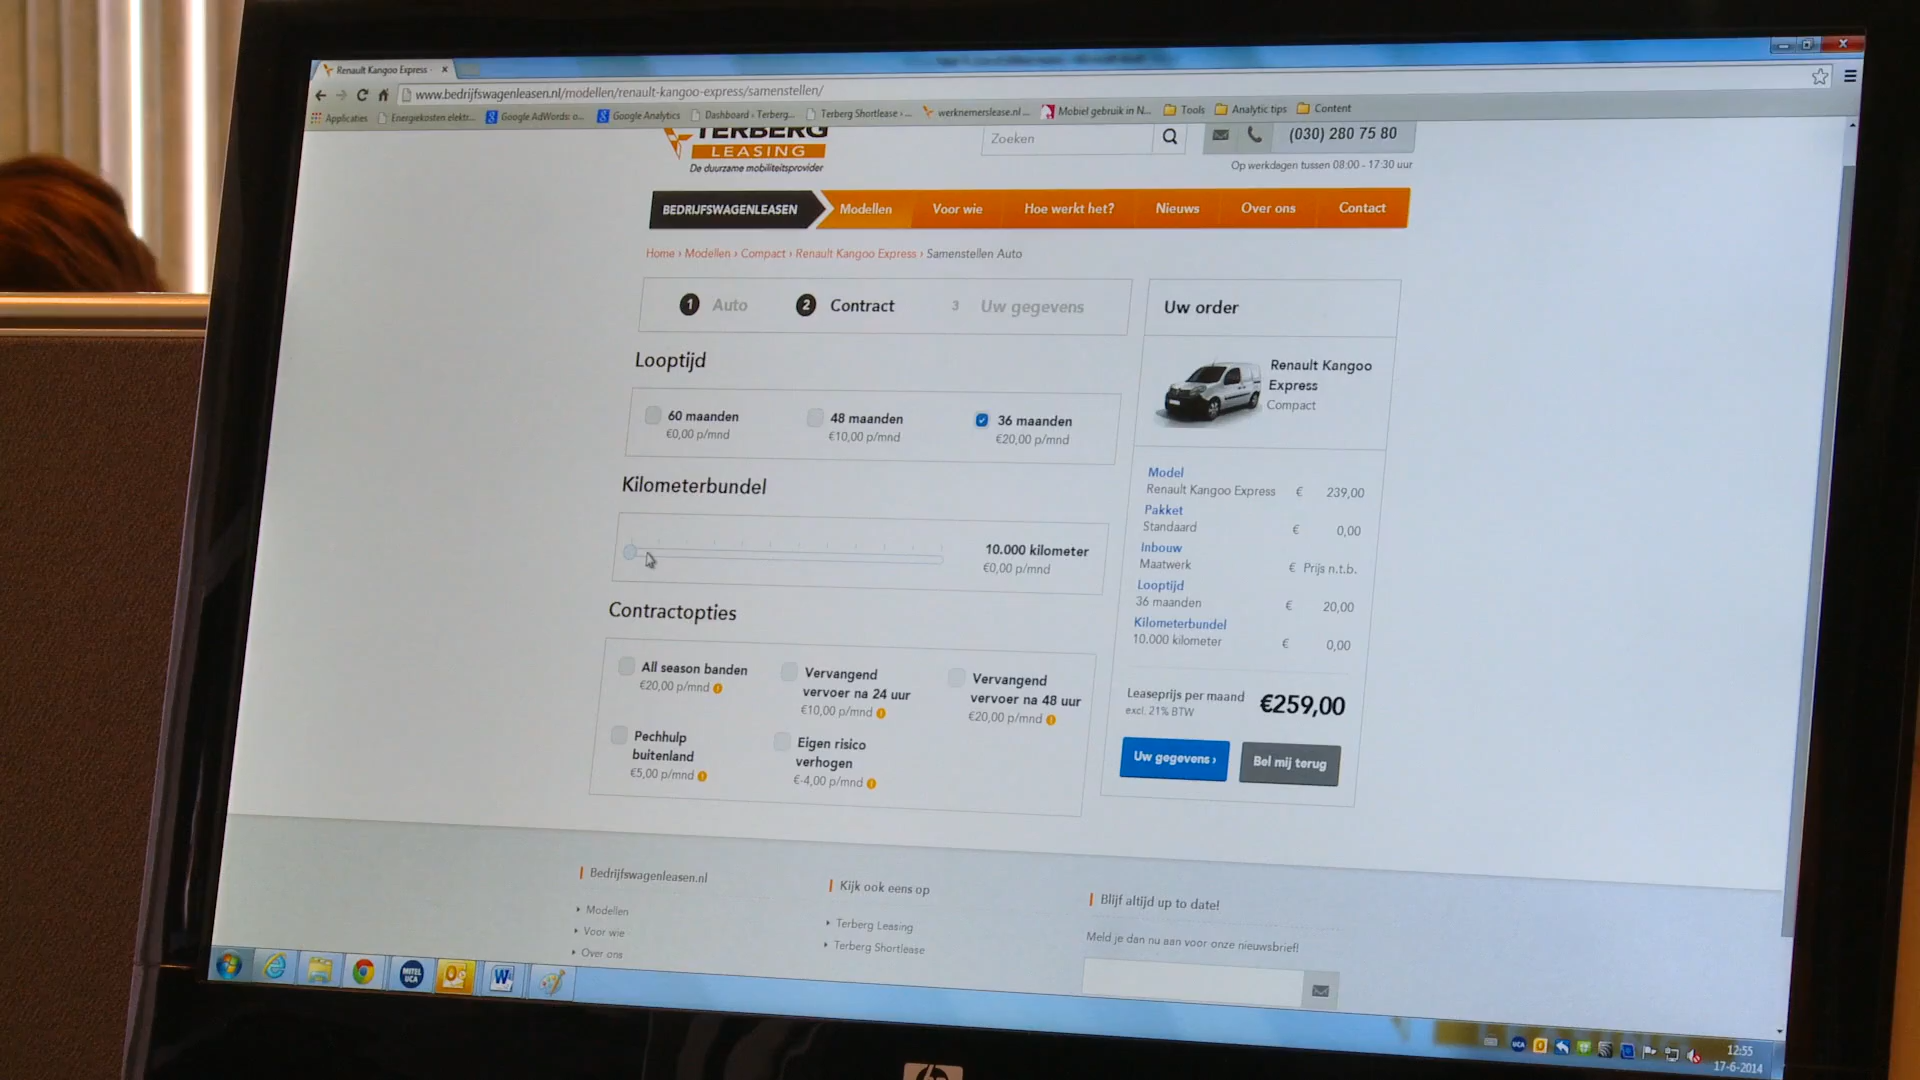 Renault Kangoo Express -
www.bedrijfswagenleasen.nl/modellen/renault-kangoo-express/samenstellen/
Applicaties
Energiekosten elektr...
Google AdWords: o...
Google Analytics
Dashboard ‹ Terberg...
Terberg Shortlease ›...
werknemerslease.nl...
Mobiel gebruik in N...
Tools
Analytic tips
Content
TERBERG
LEASING
De duurzame mobiliteitsprovider
Zoeken
(030) 280 75 80
Op werkdagen tussen 08:00 - 17:30 uur
BEDRIJFSWAGENLEASEN
Modellen
Voor wie
Hoe werkt het?
Nieuws
Over ons
Contact
Home › Modellen › Compact › Renault Kangoo Express › Samenstellen Auto
1 Auto
2 Contract
3 Uw gegevens
Looptijd
60 maanden
€0,00 p/mnd
48 maanden
€10,00 p/mnd
36 maanden
€20,00 p/mnd
Kilometerbundel
10.000 kilometer
€0,00 p/mnd
Contractopties
All season banden
€20,00 p/mnd
Vervangend
vervoer na 24 uur
€10,00 p/mnd
Vervangend
vervoer na 48 uur
€20,00 p/mnd
Pechhulp
buitenland
€5,00 p/mnd
Eigen risico
verhogen
€-4,00 p/mnd
Uw order
Renault Kangoo
Express
Compact
Model
Renault Kangoo Express € 239,00
Pakket
Standaard € 0,00
Inbouw
Maatwerk € Prijs n.t.b.
Looptijd
36 maanden € 20,00
Kilometerbundel
10.000 kilometer € 0,00
Leaseprijs per maand €259,00
excl. 21% BTW
Uw gegevens ›
Bel mij terug
Bedrijfswagenleasen.nl
Modellen
Voor wie
Over ons
Kijk ook eens op
Terberg Leasing
Terberg Shortlease
Blijf altijd up to date!
Meld je dan nu aan voor onze nieuwsbrief!
MITEL
UCA
UCA
12:55
17-6-2014
hp